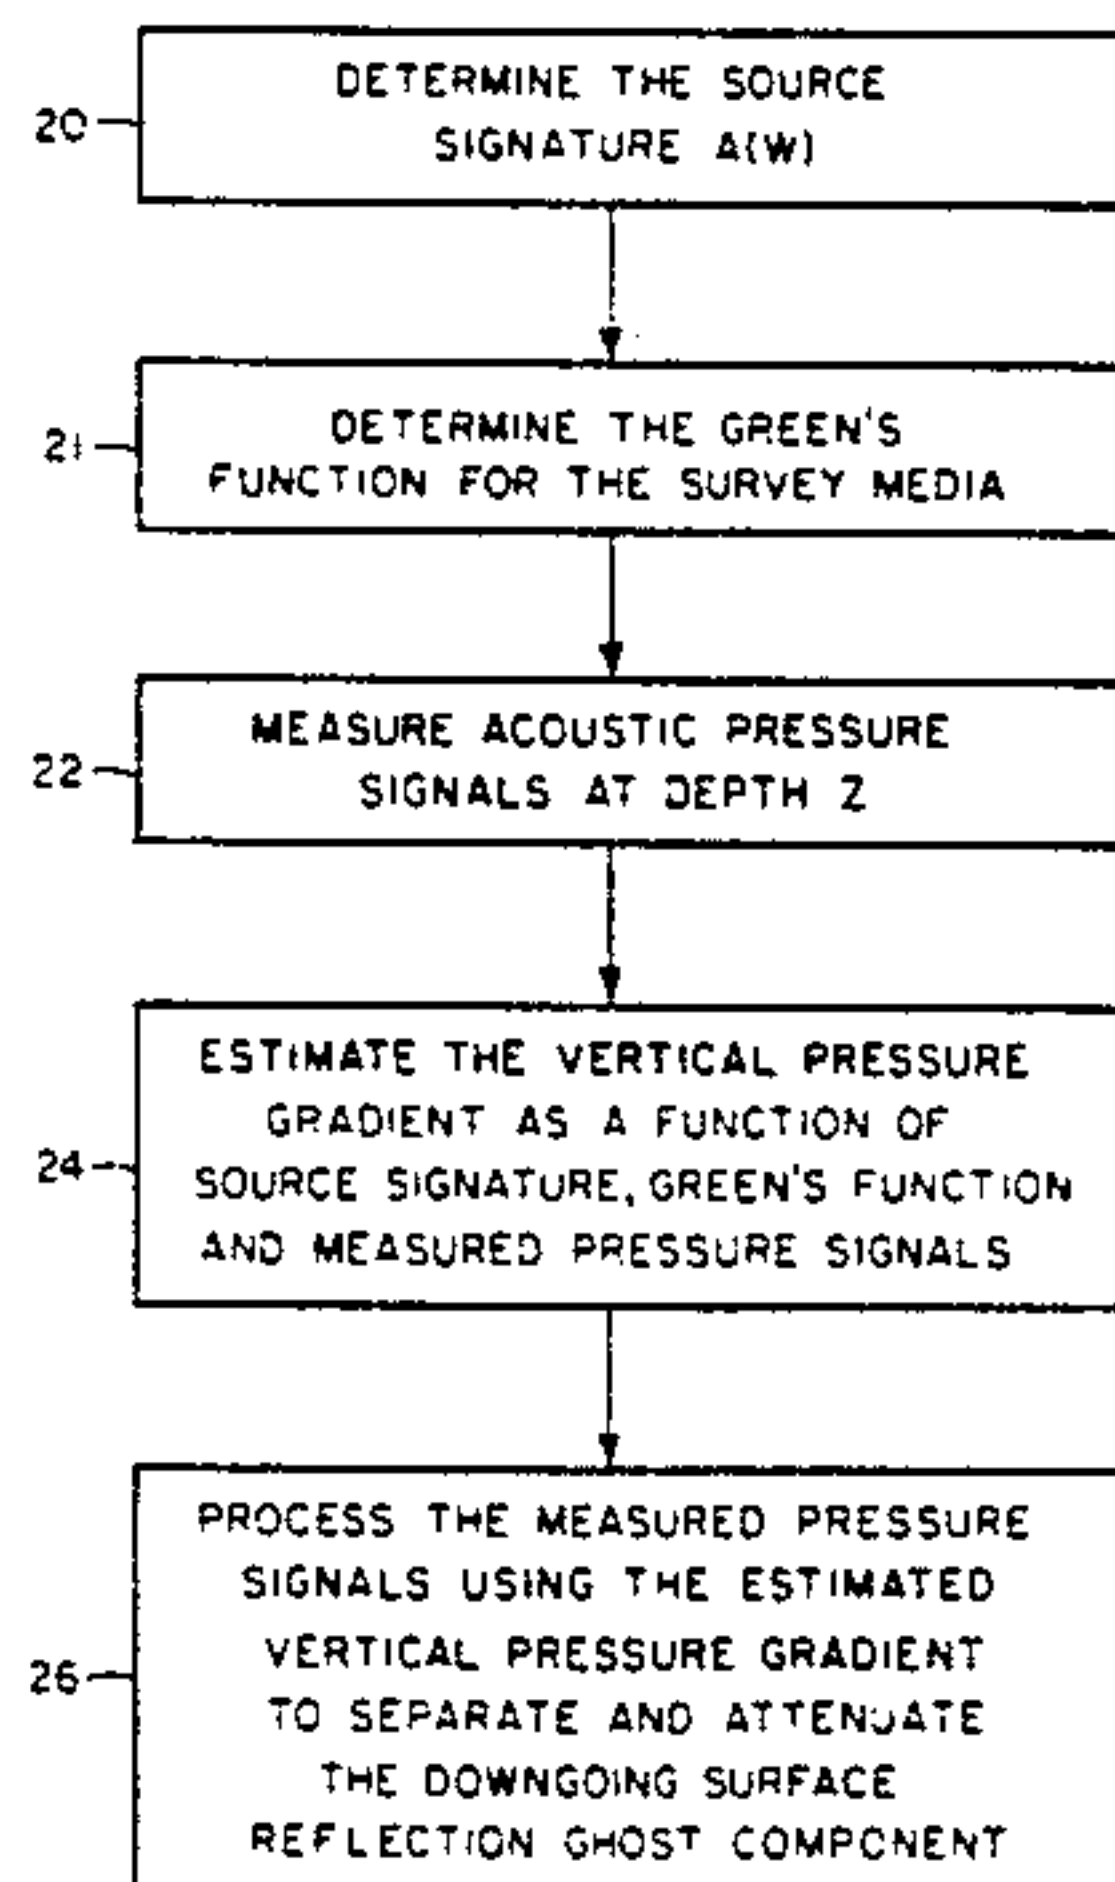 DETERMINE THE SOURCE
20
SIGNATURE A(W)
DETERMINE THE GREEN'S
21
FUNCTION FOR THE SURVEY MEDIA
MEASURE ACOUSTIC PRESSURE
22
SIGNALS AT DEPTH Z
ESTIMATE THE VERTICAL PRESSURE
GRADIENT AS A FUNCTION OF
24
SOURCE SIGNATURE, GREEN'S FUNCTION
AND MEASURED PRESSURE SIGNALS
PROCESS THE MEASURED PRESSURE
SIGNALS USING THE ESTIMATED
VERTICAL PRESSURE GRADIENT
26
TO SEPARATE AND ATTENUATE
THE DOWNGOING SURFACE
REFLECTION GHOST COMPONENT